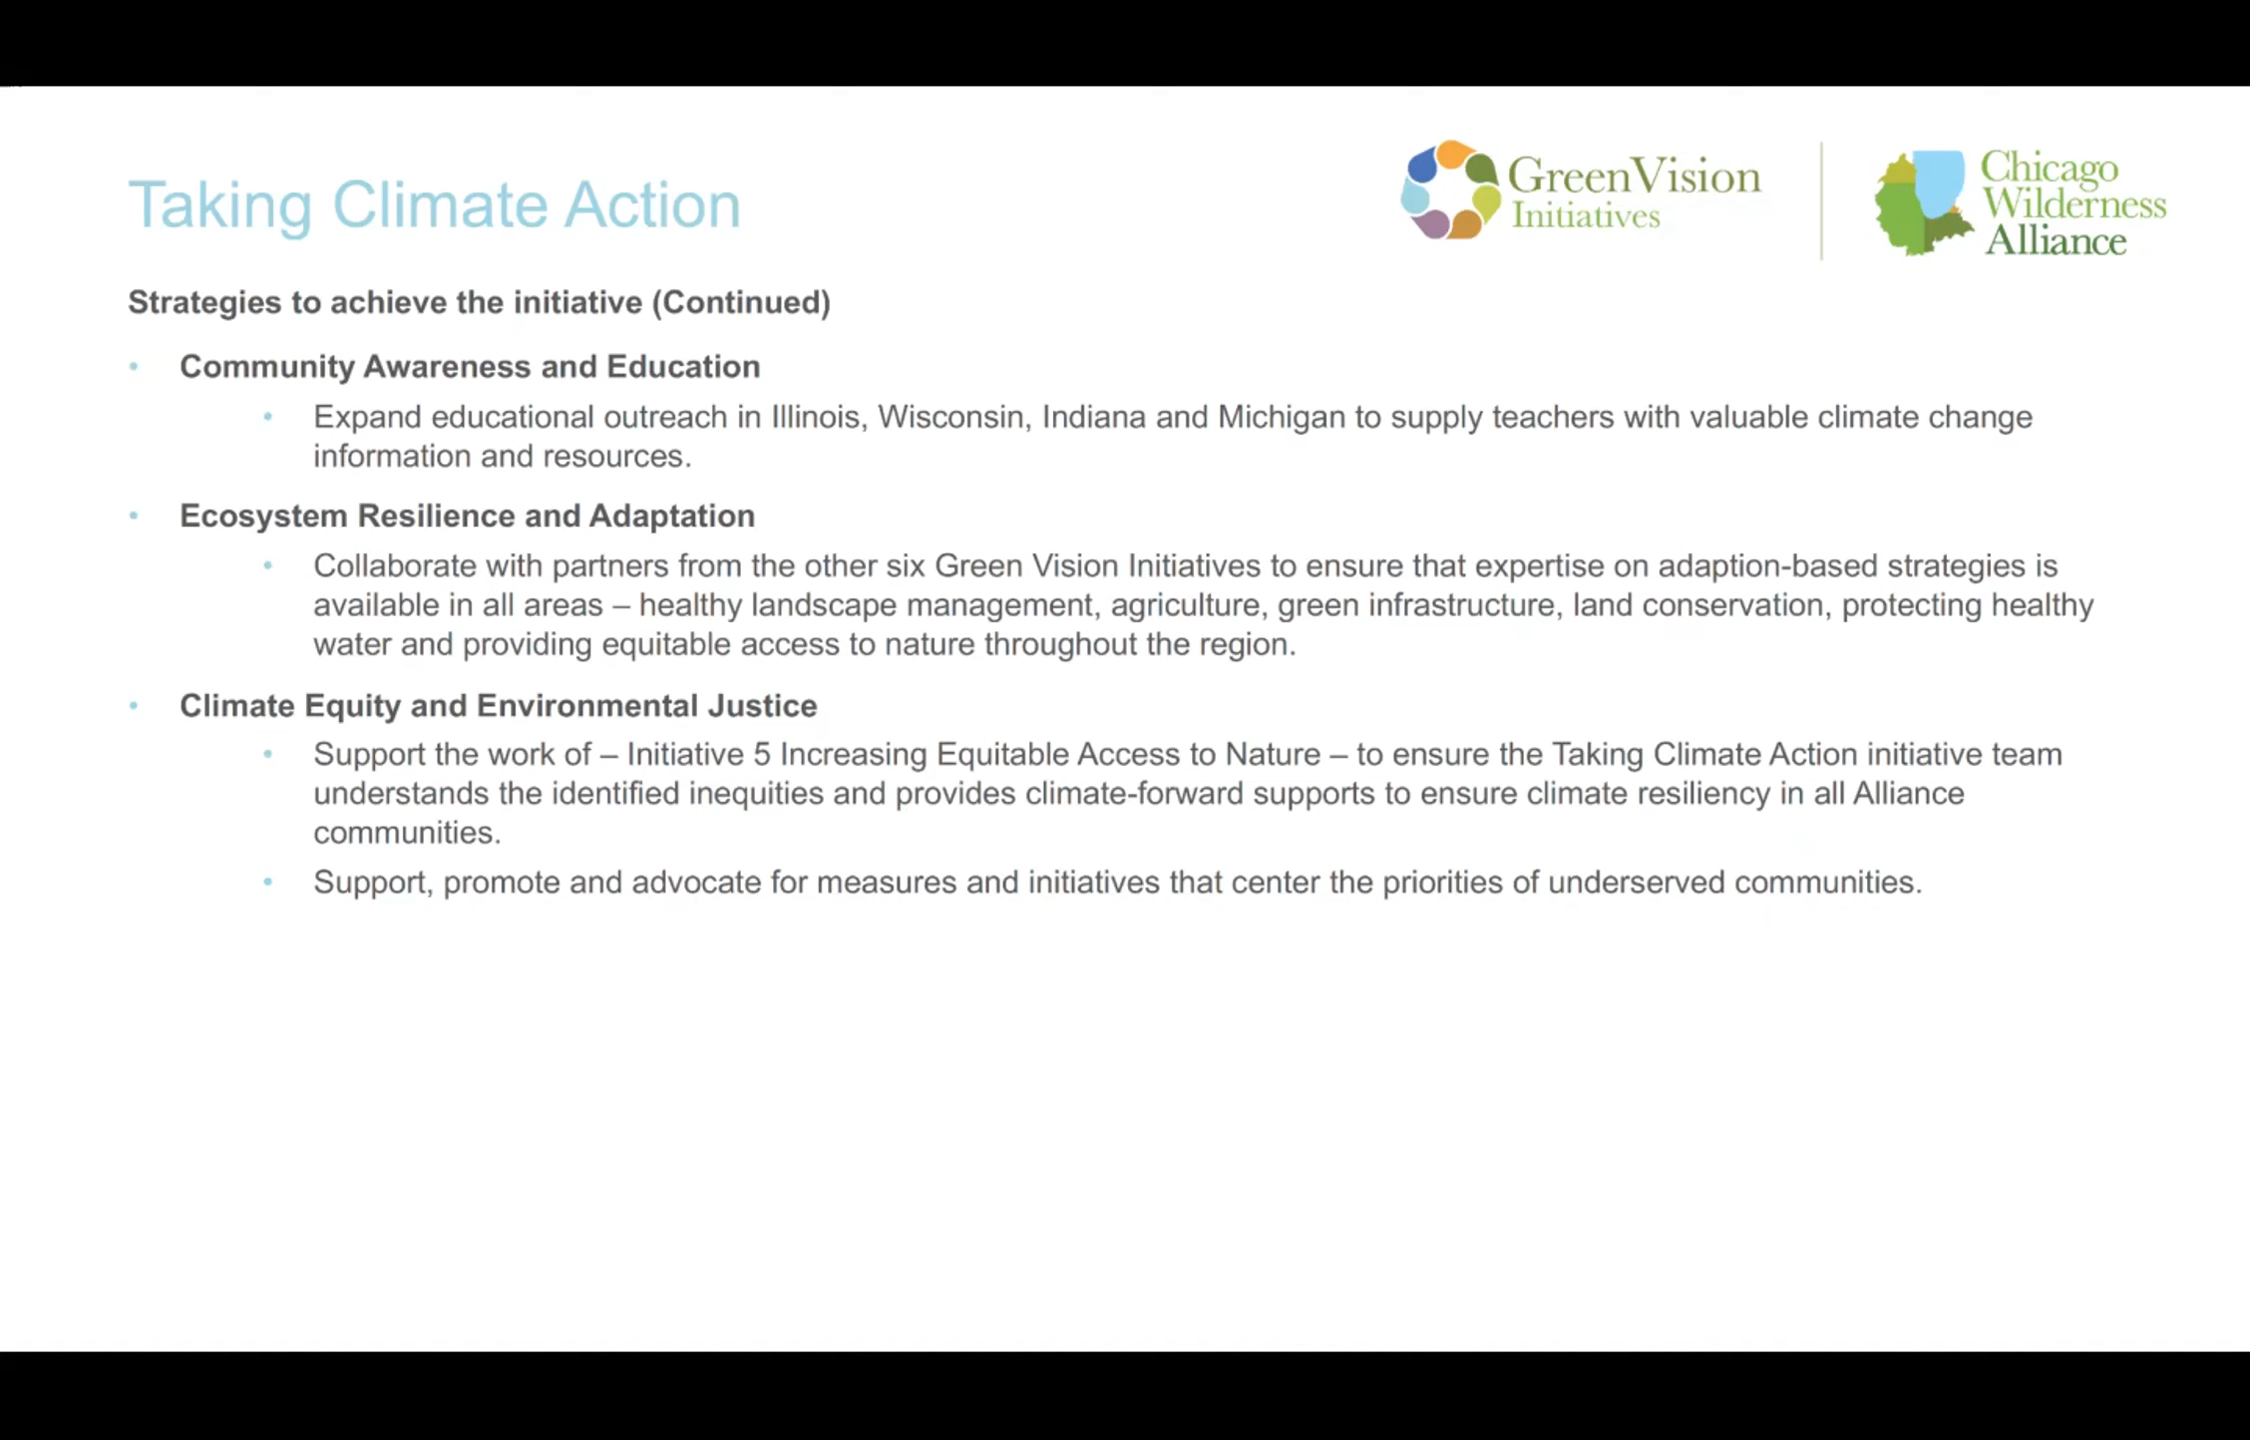 Taking Climate Action
GreenVision
Initiatives
Chicago
Wilderness
Alliance
Strategies to achieve the initiative (Continued)
• Community Awareness and Education
• Expand educational outreach in Illinois, Wisconsin, Indiana and Michigan to supply teachers with valuable climate change
information and resources.
• Ecosystem Resilience and Adaptation
• Collaborate with partners from the other six Green Vision Initiatives to ensure that expertise on adaption-based strategies is
available in all areas – healthy landscape management, agriculture, green infrastructure, land conservation, protecting healthy
water and providing equitable access to nature throughout the region.
• Climate Equity and Environmental Justice
• Support the work of – Initiative 5 Increasing Equitable Access to Nature – to ensure the Taking Climate Action initiative team
understands the identified inequities and provides climate-forward supports to ensure climate resiliency in all Alliance
communities.
• Support, promote and advocate for measures and initiatives that center the priorities of underserved communities.